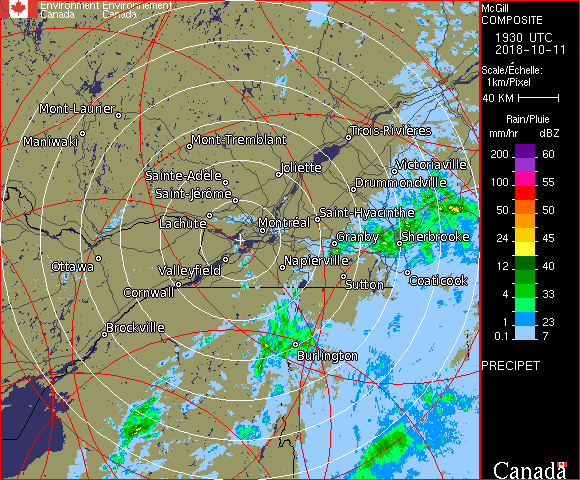 Environment Environnement
Canada Canada
McGill
COMPOSITE
1930 UTC
2018-10-11
Scale/Échelle:
1km/Pixel
40 KM
Rain/Pluie
mm/hr dBZ
200 60
100 55
50 50
24 45
12 40
4 33
1 23
0.1 7
PRECIPET
Canada
Mont-Laurier
Maniwaki
Mont-Tremblant
Trois-Rivières
Sainte-Adèle
Joliette
Victoriaville
Saint-Jérôme
Drummondville
Lachute
Montréal
Saint-Hyacinthe
Granby
Sherbrooke
Ottawa
Valleyfield
Napierville
Cornwall
Sutton
Coaticook
Brockville
Burlington